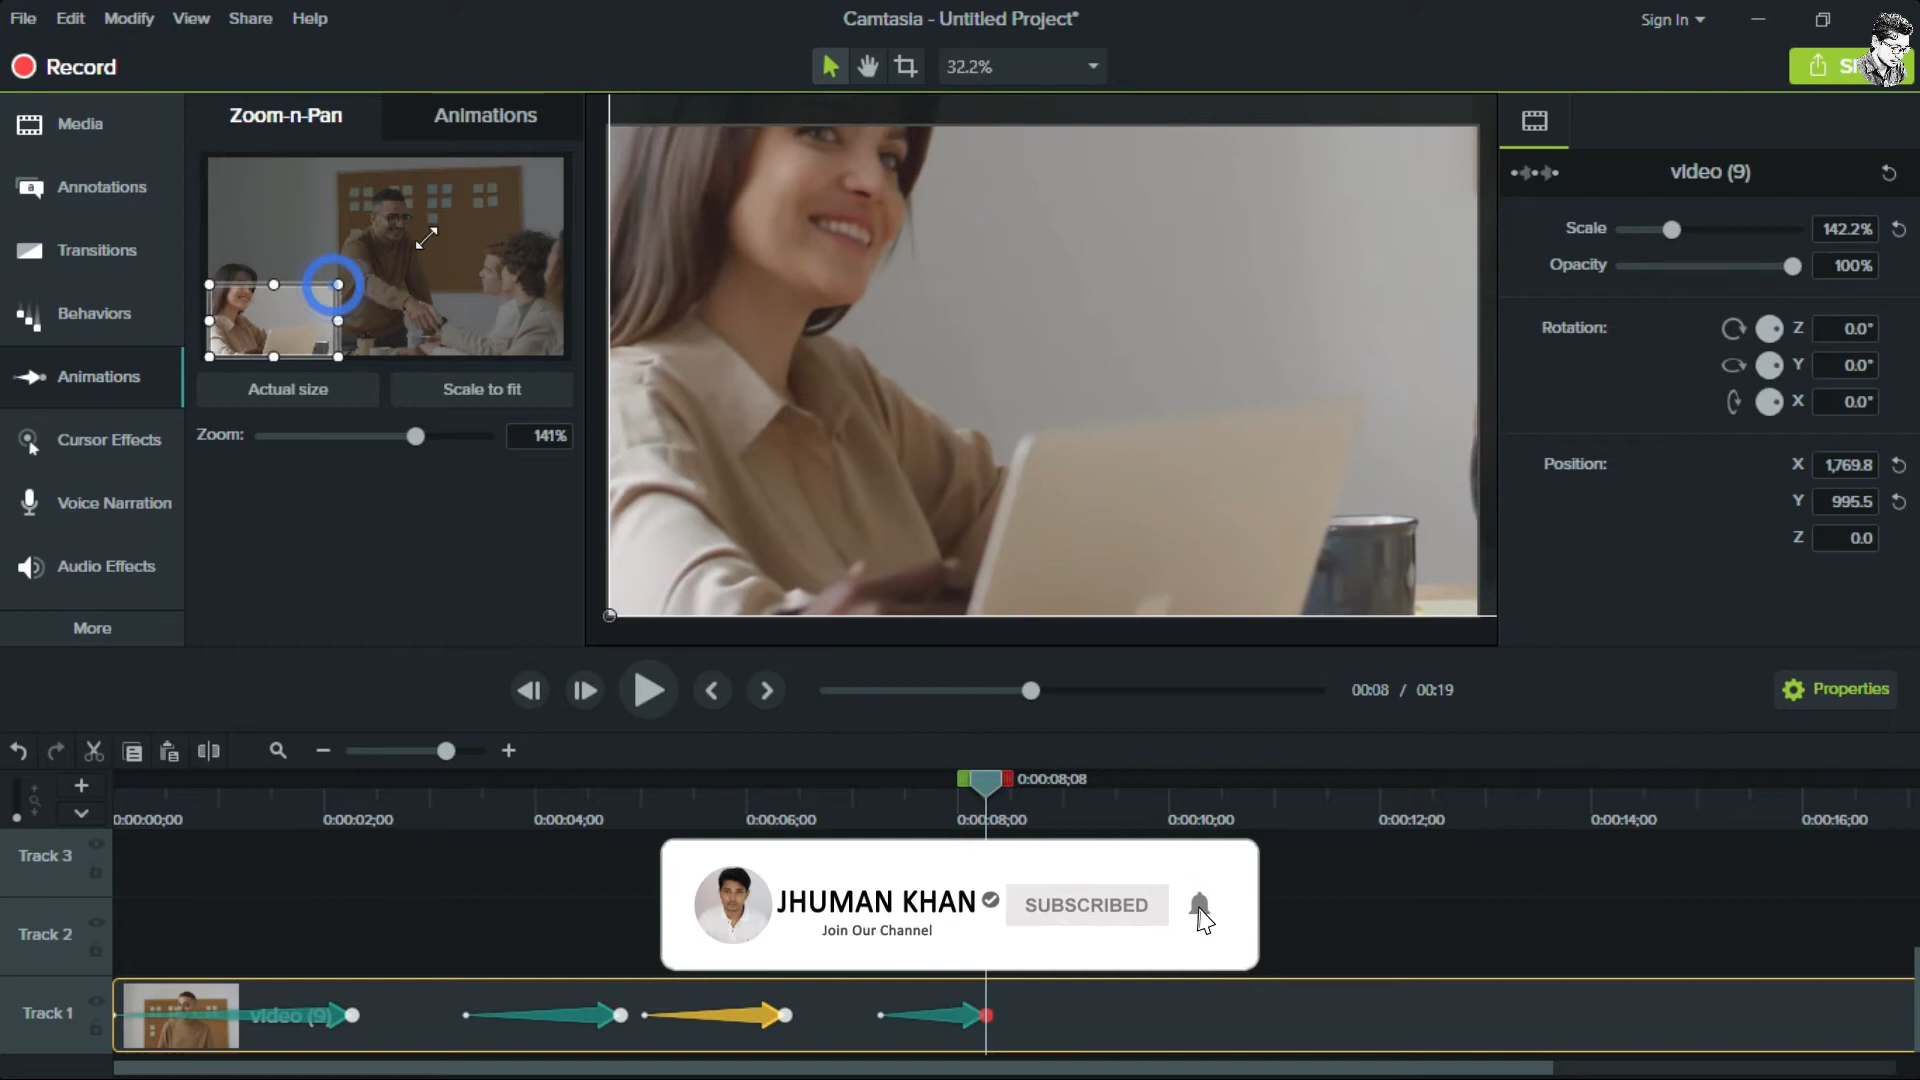 File Edit Modify View Share Help
Camtasia - Untitled Project*
Sign In
Record
32.2%
Zoom-n-Pan Animations
Media
Annotations
Transitions
Behaviors
Animations
Cursor Effects
Voice Narration
Audio Effects
More
Actual size Scale to fit
Zoom: 141%
video (9)
Scale 142.2%
Opacity 100%
Rotation: Z 0.0°
Y 0.0°
X 0.0°
Position: X 1,769.8
Y 995.5
Z 0.0
00:08 / 00:19
Properties
0:00:08;08
0:00:00;00 0:00:02;00 0:00:04;00 0:00:06;00 0:00:08;00 0:00:10;00 0:00:12;00 0:00:14;00 0:00:16;00
Track 3
Track 2
Track 1
video (9)
JHUMAN KHAN
Join Our Channel
SUBSCRIBED